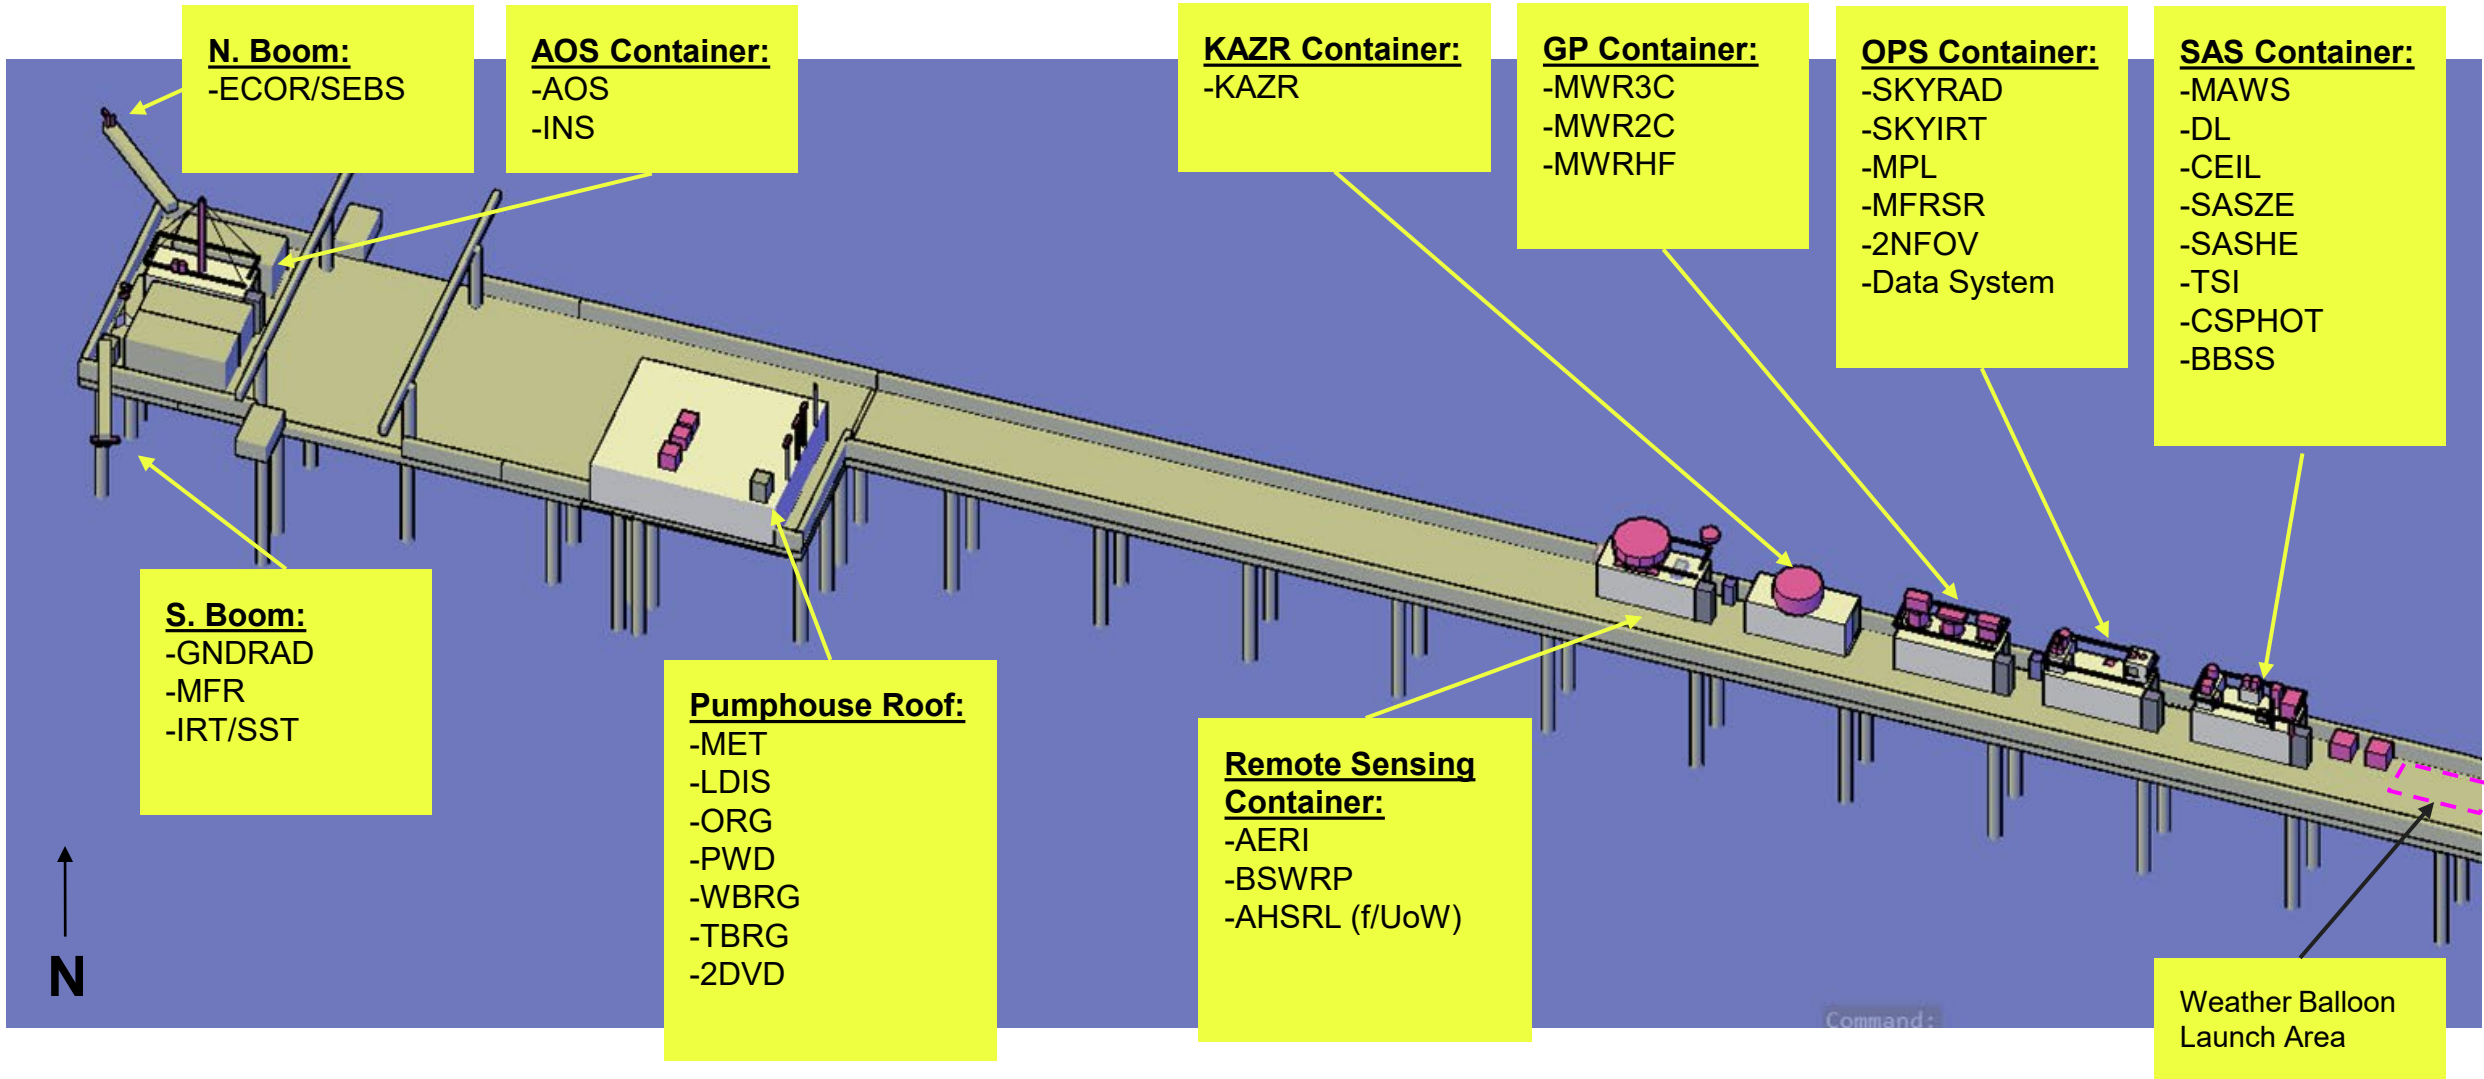 N. Boom:
-ECOR/SEBS
AOS Container:
-AOS
-INS
KAZR Container:
-KAZR
GP Container:
-MWR3C
-MWR2C
-MWRHF
OPS Container:
-SKYRAD
-SKYIRT
-MPL
-MFRSR
-2NFOV
-Data System
SAS Container:
-MAWS
-DL
-CEIL
-SASZE
-SASHE
-TSI
-CSPHOT
-BBSS
S. Boom:
-GNDRAD
-MFR
-IRT/SST
Pumphouse Roof:
-MET
-LDIS
-ORG
-PWD
-WBRG
-TBRG
-2DVD
Remote Sensing
Container:
-AERI
-BSWRP
-AHSRL (f/UoW)
N
Command:
Weather Balloon
Launch Area